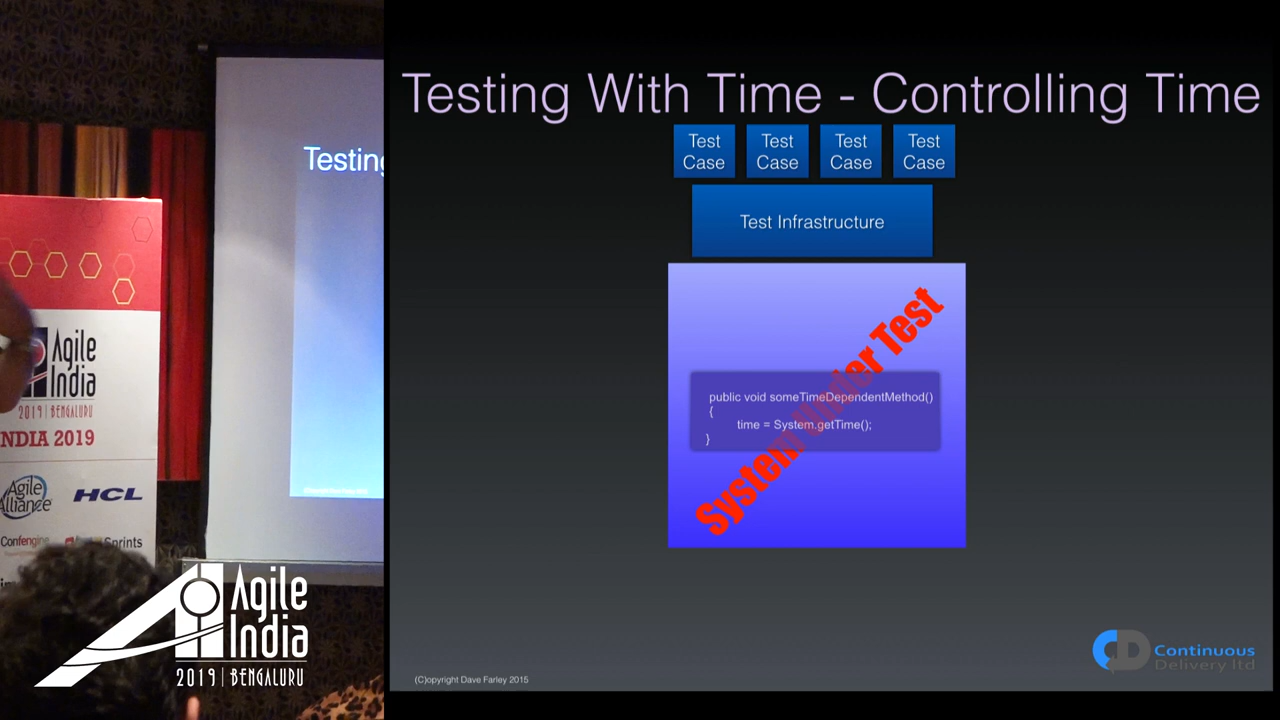 Testing With Time - Controlling Time
Test Case
Test Case
Test Case
Test Case
Test Infrastructure
System Under Test
public void someTimeDependentMethod()
{
time = System.getTime();
}
(C)opyright Dave Farley 2015
Continuous
Delivery ltd
Testing
Agile
India
2019 | BENGALURU
INDIA 2019
Agile
Alliance
HCL
Confengine
Sprints
Agile
India
2019 | BENGALURU